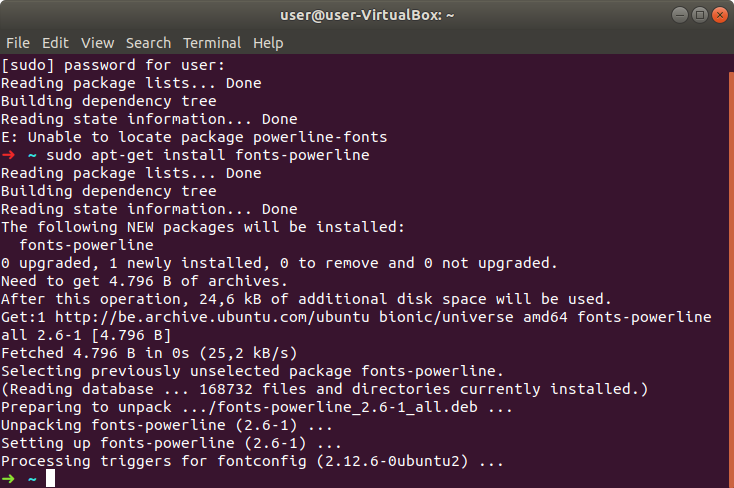 user@user-VirtualBox: ~
File Edit View Search Terminal Help
[sudo] password for user:
Reading package lists... Done
Building dependency tree
Reading state information... Done
E: Unable to locate package powerline-fonts
➜ ~ sudo apt-get install fonts-powerline
Reading package lists... Done
Building dependency tree
Reading state information... Done
The following NEW packages will be installed:
  fonts-powerline
0 upgraded, 1 newly installed, 0 to remove and 0 not upgraded.
Need to get 4.796 B of archives.
After this operation, 24,6 kB of additional disk space will be used.
Get:1 http://be.archive.ubuntu.com/ubuntu bionic/universe amd64 fonts-powerline
all 2.6-1 [4.796 B]
Fetched 4.796 B in 0s (25,2 kB/s)
Selecting previously unselected package fonts-powerline.
(Reading database ... 168732 files and directories currently installed.)
Preparing to unpack .../fonts-powerline_2.6-1_all.deb ...
Unpacking fonts-powerline (2.6-1) ...
Setting up fonts-powerline (2.6-1) ...
Processing triggers for fontconfig (2.12.6-0ubuntu2) ...
➜ ~